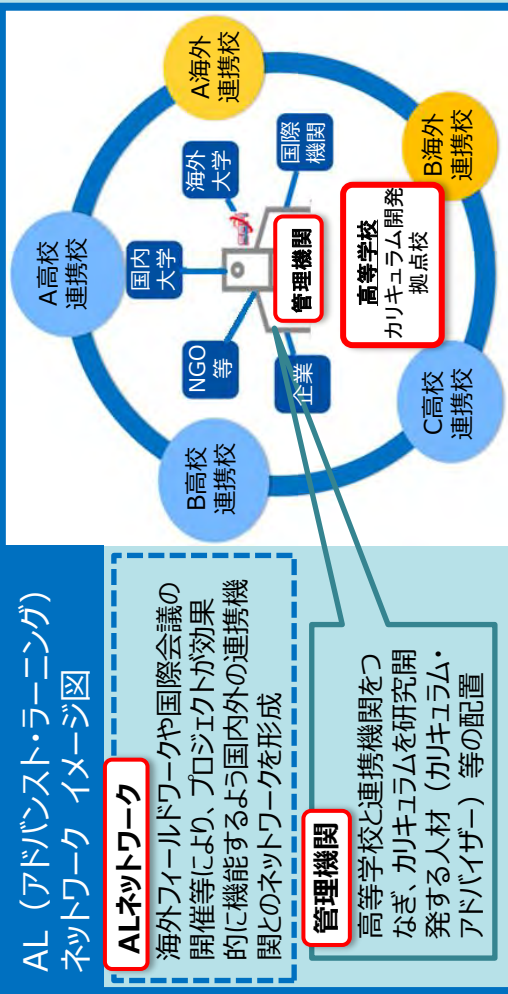 AL（アドバンスト・ラーニング）
ネットワーク イメージ図
ALネットワーク
海外フィールドワークや国際会議の
開催等により、プロジェクトが効果
的に機能するよう国内外の連携機
関とのネットワークを形成
管理機関
高等学校と連携機関をつ
なぎ、カリキュラムを研究開
発する人材（カリキュラム・
アドバイザー）等の配置
A高校
連携校
A海外
連携校
B高校
連携校
国内
大学
海外
大学
NGO
等
国際
機関
企業
管理機関
高等学校
カリキュラム開発
拠点校
C高校
連携校
B海外
連携校